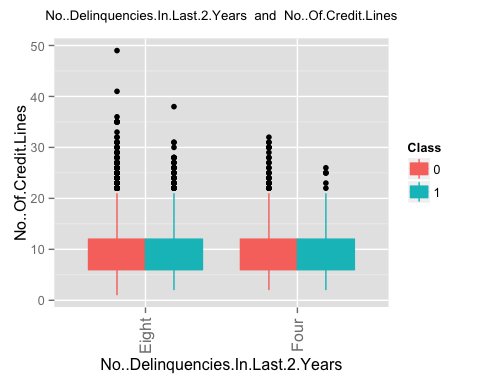 No..Delinquencies.In.Last.2.Years and No..Of.Credit.Lines
50
40
30
20
10
0
No..Of.Credit.Lines
Eight
Four
No..Delinquencies.In.Last.2.Years
Class
0
1